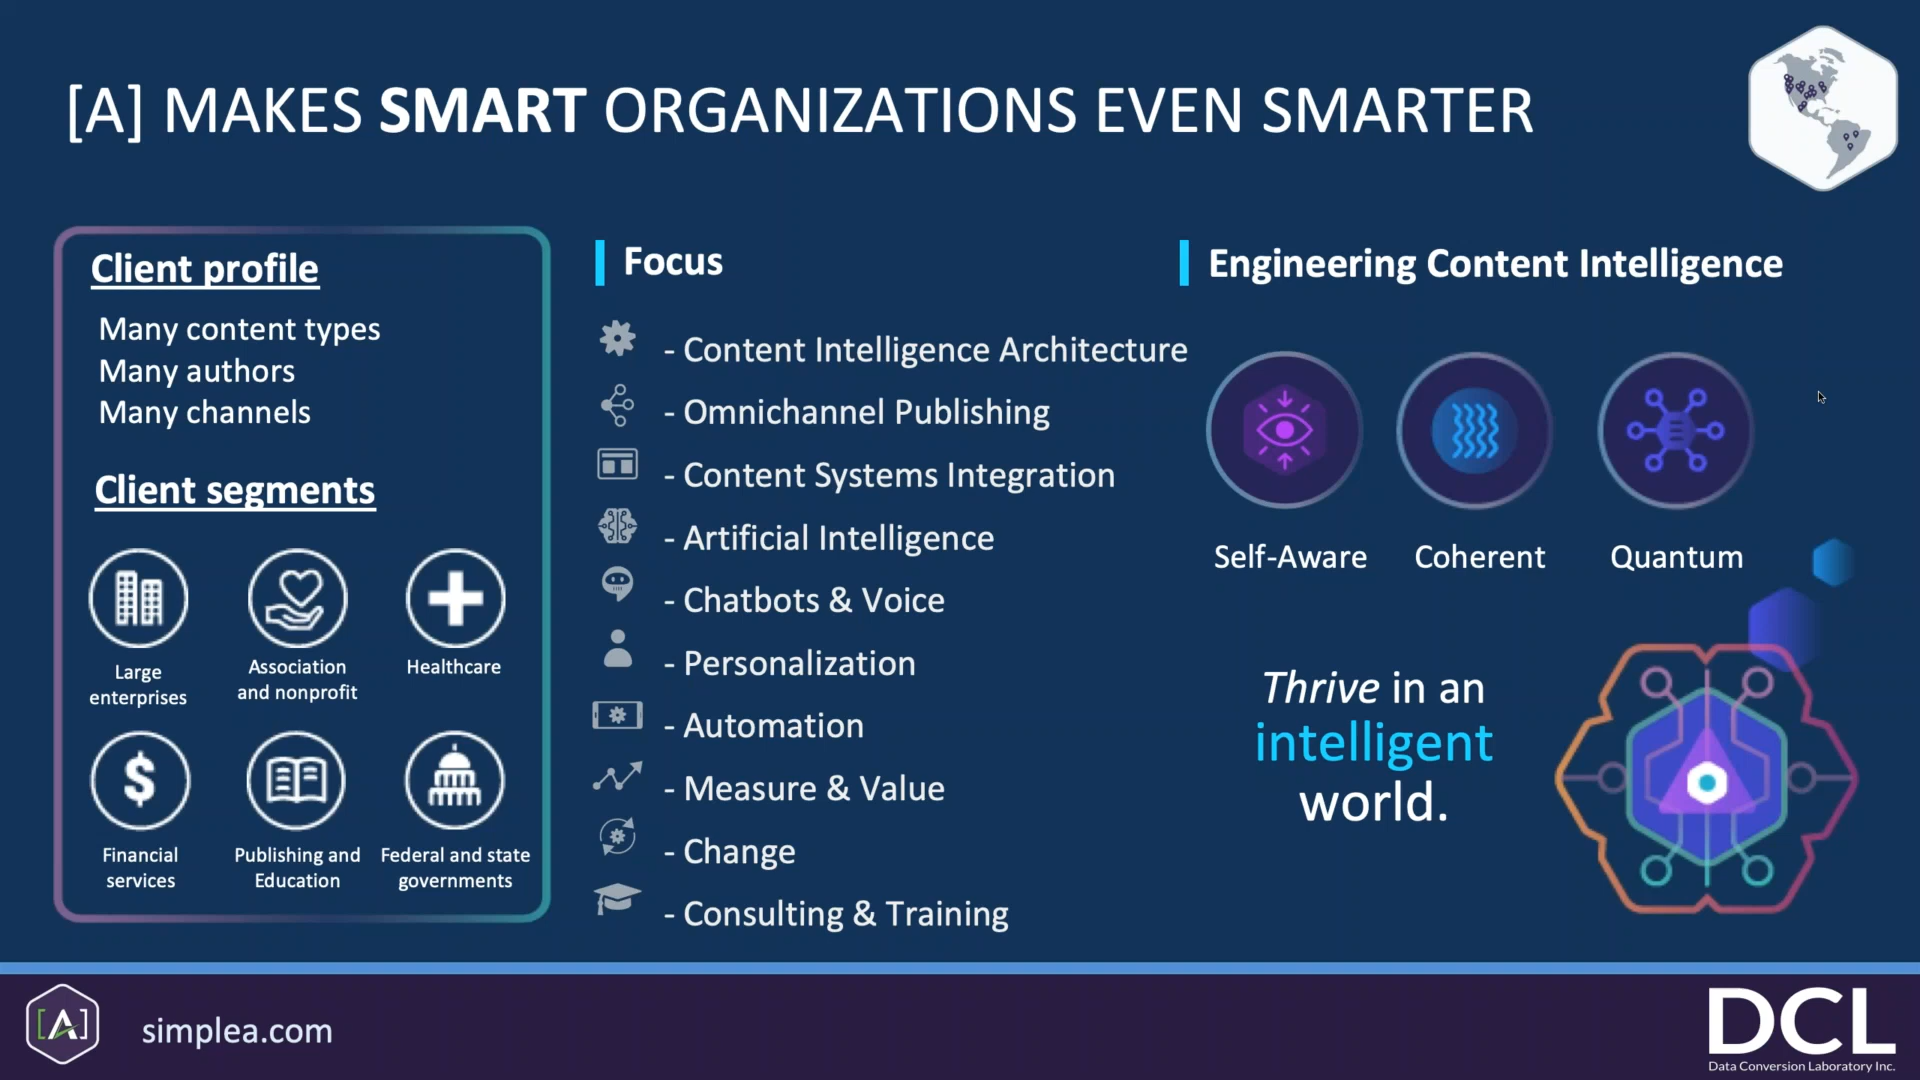 [A] MAKES SMART ORGANIZATIONS EVEN SMARTER
Client profile
Many content types
Many authors
Many channels
Client segments
Large
enterprises
Association
and nonprofit
Healthcare
Financial
services
Publishing and
Education
Federal and state
governments
Focus
- Content Intelligence Architecture
- Omnichannel Publishing
- Content Systems Integration
- Artificial Intelligence
- Chatbots & Voice
- Personalization
- Automation
- Measure & Value
- Change
- Consulting & Training
Engineering Content Intelligence
Self-Aware
Coherent
Quantum
Thrive in an
intelligent
world.
[A]
simplea.com
DCL
Data Conversion Laboratory Inc.